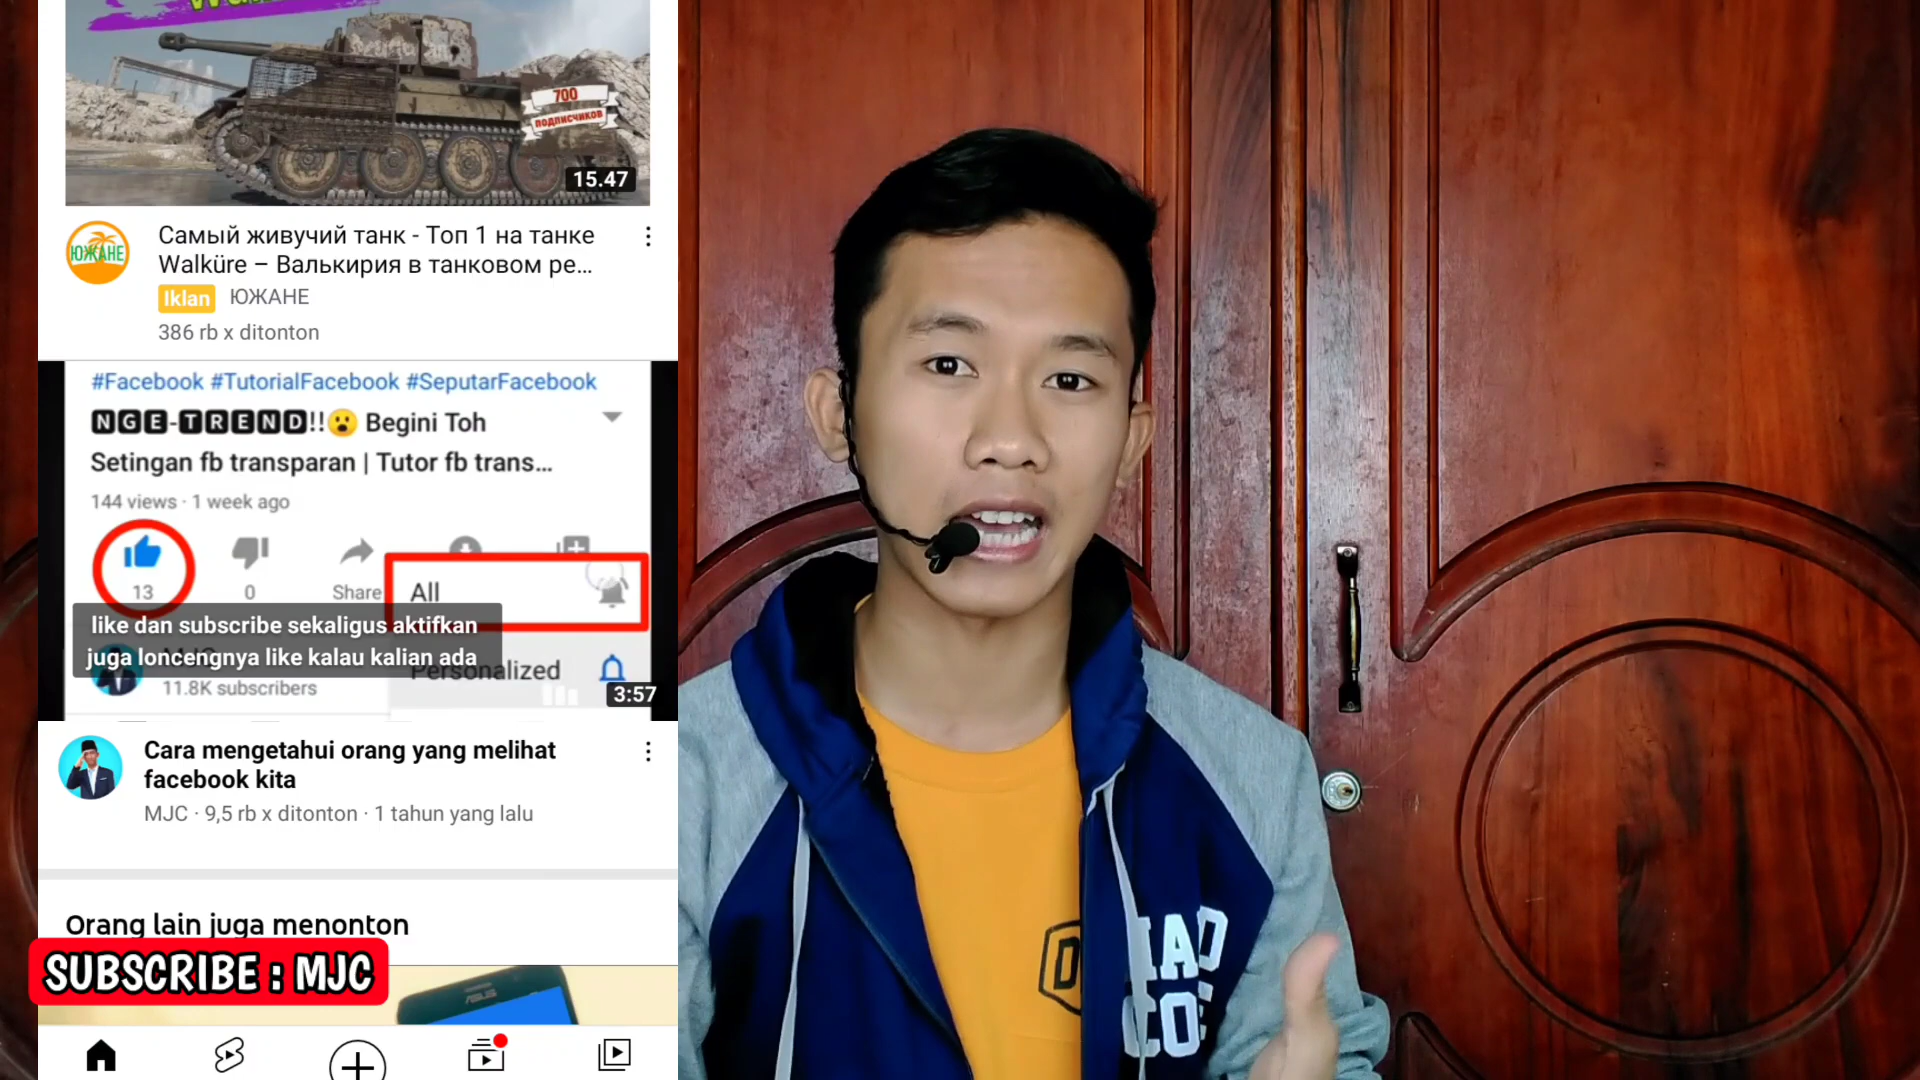 700
подписчиков
15.47
ЮЖАНЕ
Самый живучий танк - Топ 1 на танке
Walküre – Валькирия в танковом ре...
Iklan ЮЖАНЕ
386 rb x ditonton
#Facebook #TutorialFacebook #SeputarFacebook
NGE-TREND!!😮 Begini Toh
Setingan fb transparan | Tutor fb trans...
144 views · 1 week ago
13 0 Share
All
like dan subscribe sekaligus aktifkan
juga loncengnya like kalau kalian ada
Personalized
11.8K subscribers
3:57
Cara mengetahui orang yang melihat
facebook kita
MJC · 9,5 rb x ditonton · 1 tahun yang lalu
Orang lain juga menonton
SUBSCRIBE : MJC
ASUS